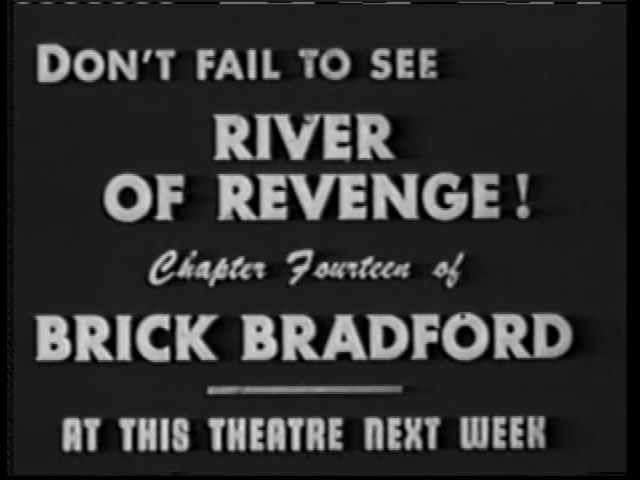 DON'T FAIL TO SEE
RIVER
OF REVENGE!
Chapter Fourteen of
BRICK BRADFORD
AT THIS THEATRE NEXT WEEK